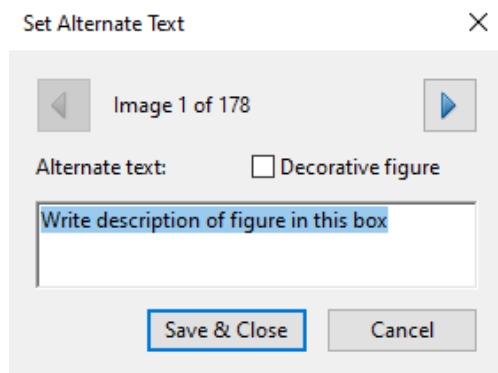 Set Alternate Text
Image 1 of 178
Alternate text: Decorative figure
Write description of figure in this box
Save & Close Cancel